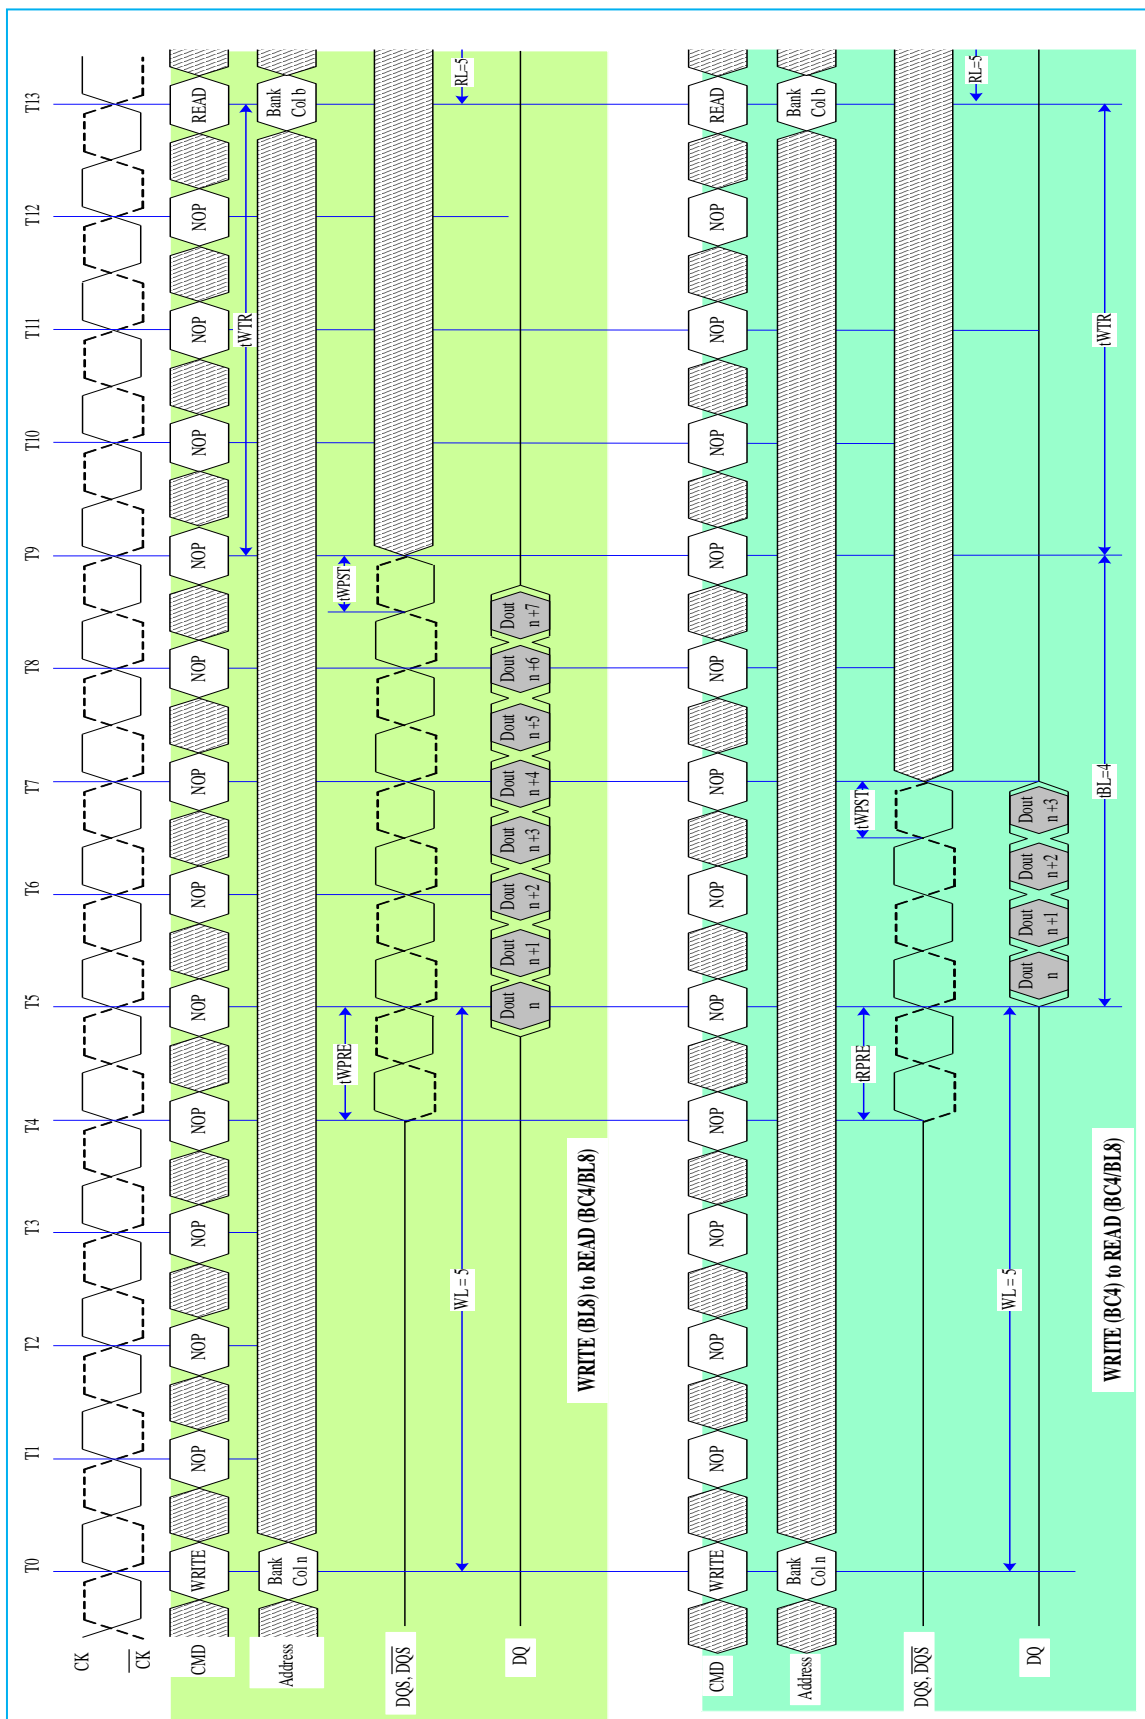 T0 T1 T2 T3 T4 T5 T6 T7 T8 T9 T10 T11 T12 T13
CK
CK
CMD WRITE NOP NOP NOP NOP NOP NOP NOP NOP NOP NOP NOP NOP READ
tWTR
Address
Bank
Col n
Bank
Col b
tWPRE
tWPST
DQS, DQS
WL = 5
RL=5
DQ
Dout
n
Dout
n+1
Dout
n+2
Dout
n+3
Dout
n+4
Dout
n+5
Dout
n+6
Dout
n+7
WRITE (BL8) to READ (BC4/BL8)
CMD WRITE NOP NOP NOP NOP NOP NOP NOP NOP NOP NOP NOP NOP READ
Address
Bank
Col n
Bank
Col b
tRPRE
tWPST
DQS, DQS
RL=5
WL = 5
DQ
Dout
n
Dout
n+1
Dout
n+2
Dout
n+3
tBL=4
tWTR
WRITE (BC4) to READ (BC4/BL8)